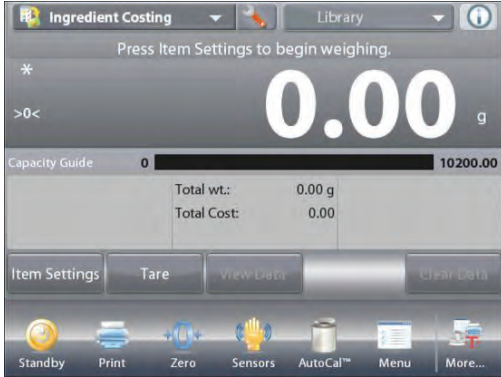 Ingredient Costing
Library
Press Item Settings to begin weighing.
*
>0<
0.00 g
Capacity Guide 0 10200.00
Total wt.: 0.00 g
Total Cost: 0.00
Item Settings Tare View Data Clear Data
Standby Print Zero Sensors AutoCal™ Menu More...